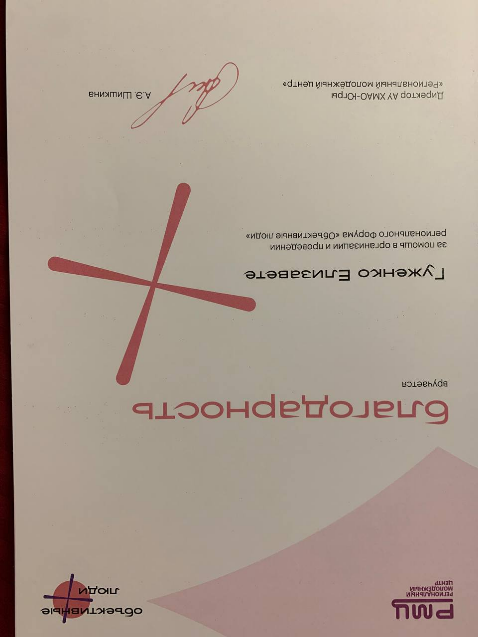 РМЦ
РЕГИОНАЛЬНЫЙ
МОЛОДЁЖНЫЙ
ЦЕНТР
объективные
люди
благодарность
вручается
Гуженко Елизавете
за помощь в организации и проведении
регионального Форума «Объективные люди»
Директор АУ ХМАО-Югры
«Региональный молодёжный центр»
А.Э. Шишкина